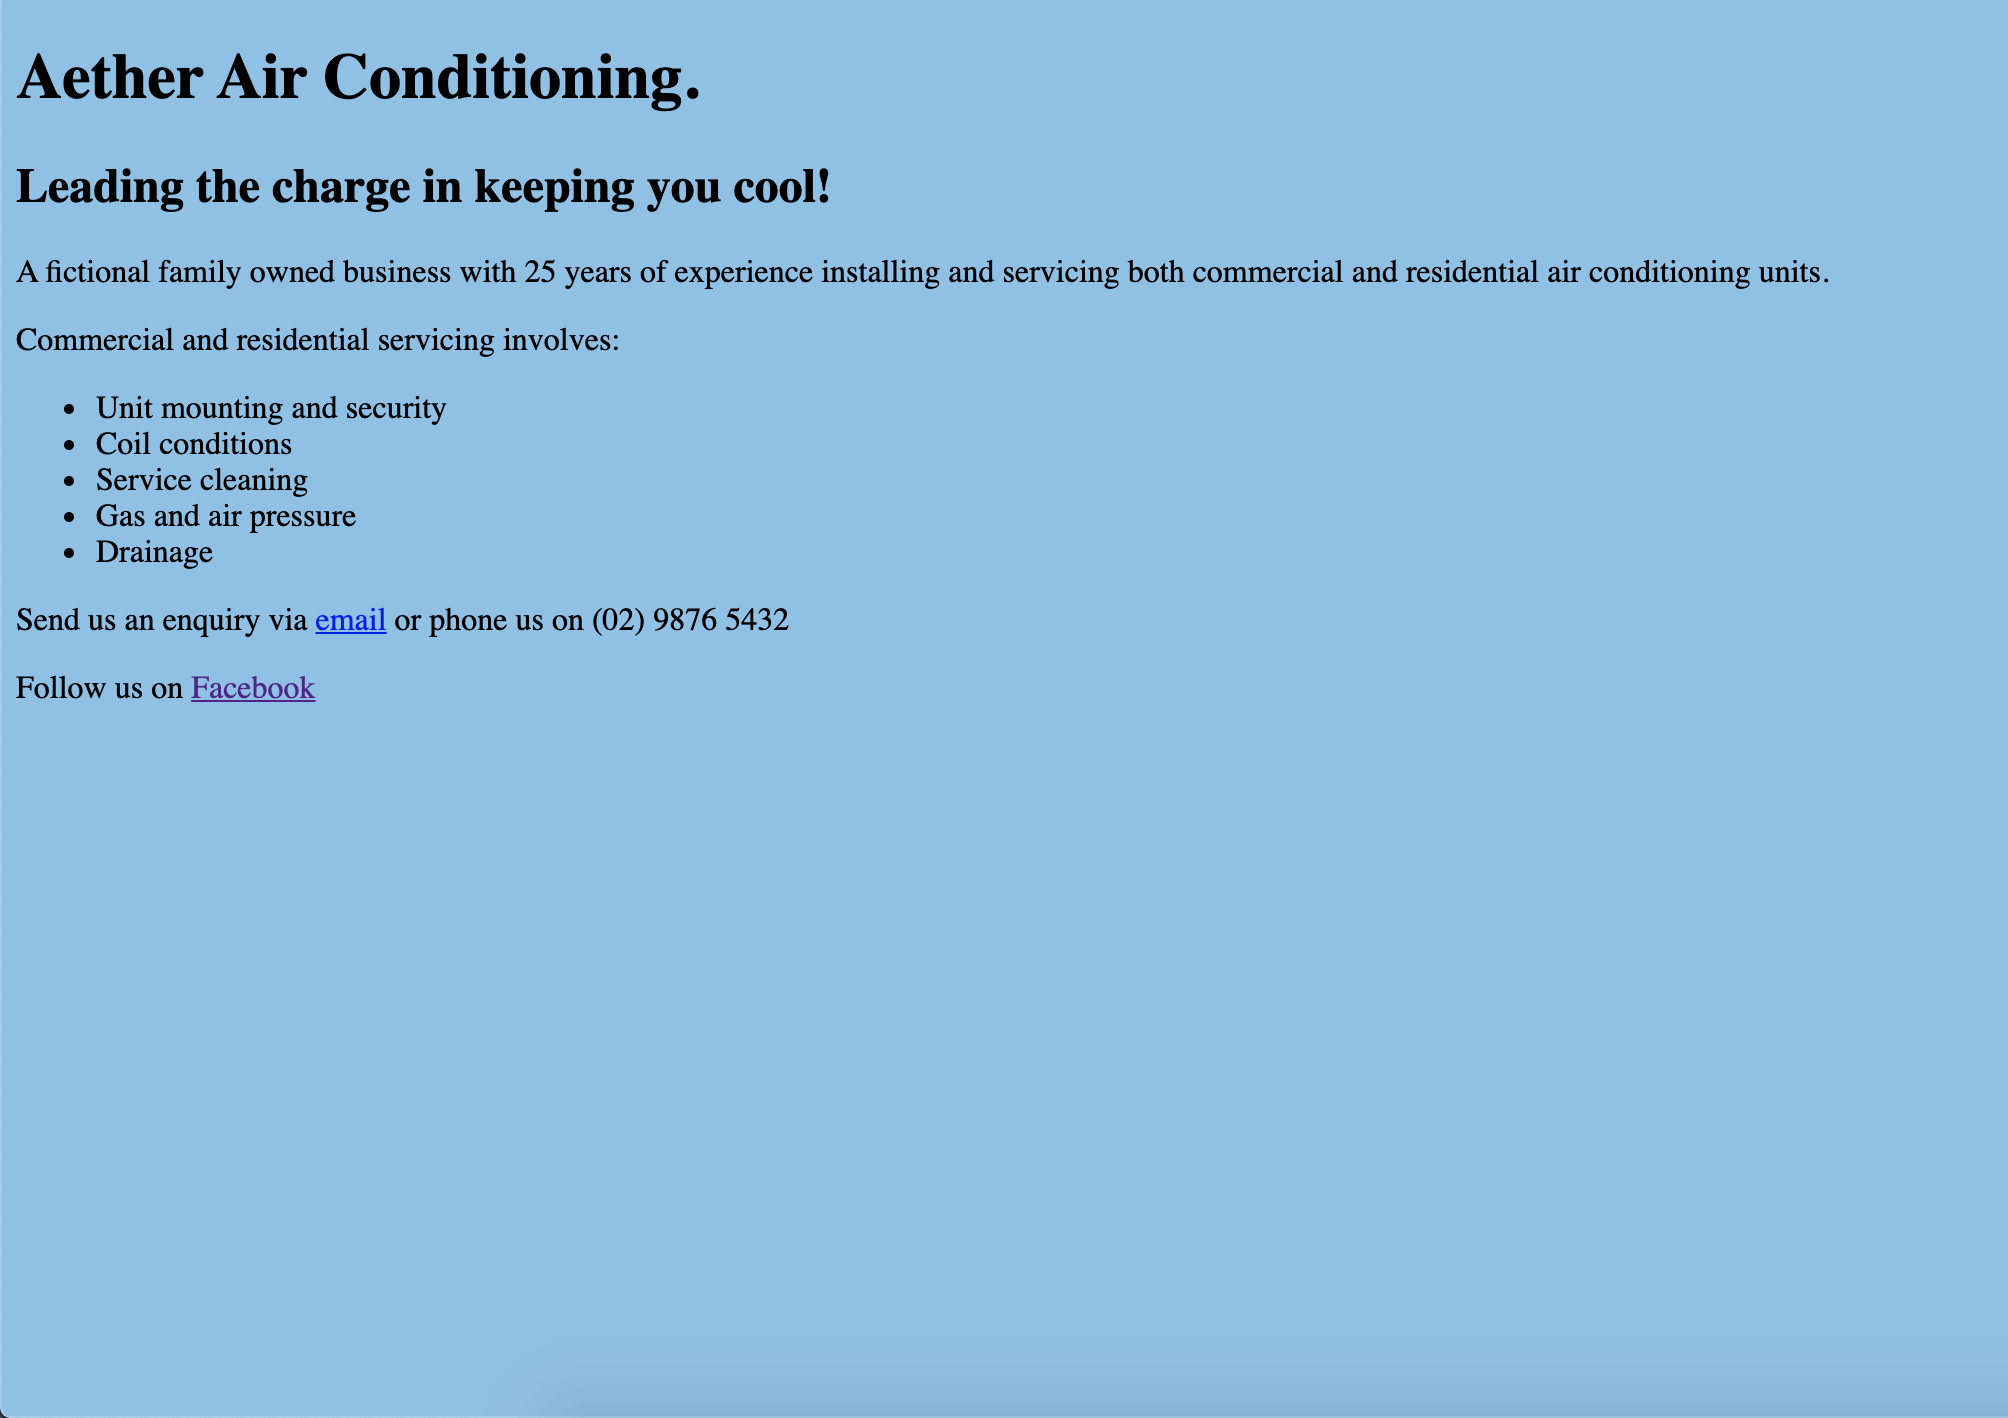 Aether Air Conditioning.
Leading the charge in keeping you cool!
A fictional family owned business with 25 years of experience installing and servicing both commercial and residential air conditioning units.
Commercial and residential servicing involves:
• Unit mounting and security
• Coil conditions
• Service cleaning
• Gas and air pressure
• Drainage
Send us an enquiry via email or phone us on (02) 9876 5432
Follow us on Facebook